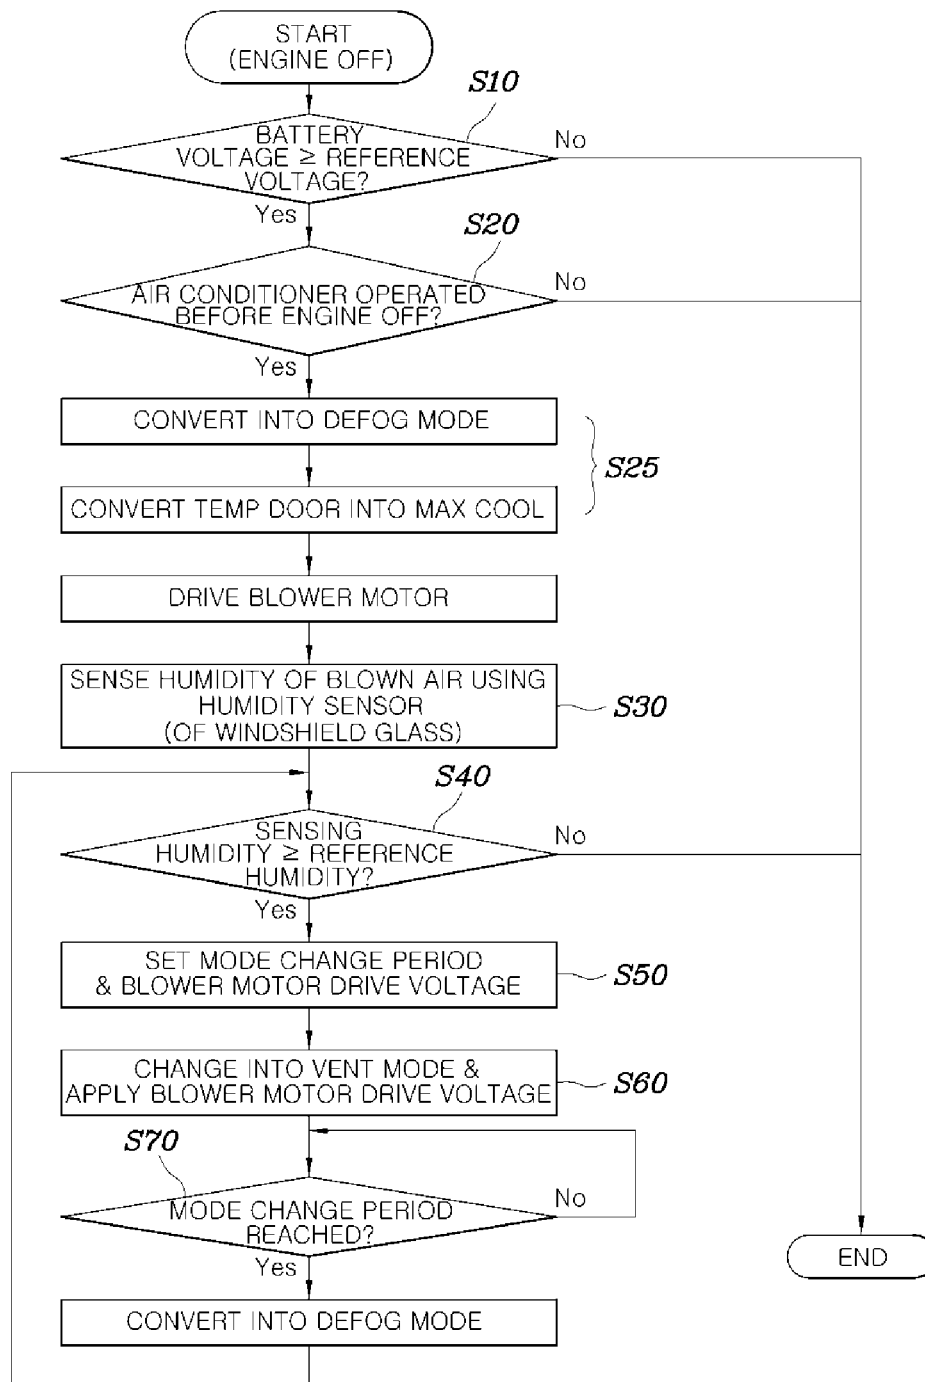 START
(ENGINE OFF)
S10
BATTERY
VOLTAGE ≥ REFERENCE
VOLTAGE?
No
Yes
S20
AIR CONDITIONER OPERATED
BEFORE ENGINE OFF?
No
Yes
CONVERT INTO DEFOG MODE
S25
CONVERT TEMP DOOR INTO MAX COOL
DRIVE BLOWER MOTOR
SENSE HUMIDITY OF BLOWN AIR USING
HUMIDITY SENSOR
(OF WINDSHIELD GLASS)
S30
S40
SENSING
HUMIDITY ≥ REFERENCE
HUMIDITY?
No
Yes
SET MODE CHANGE PERIOD
& BLOWER MOTOR DRIVE VOLTAGE
S50
CHANGE INTO VENT MODE &
APPLY BLOWER MOTOR DRIVE VOLTAGE
S60
S70
MODE CHANGE PERIOD
REACHED?
No
Yes
END
CONVERT INTO DEFOG MODE